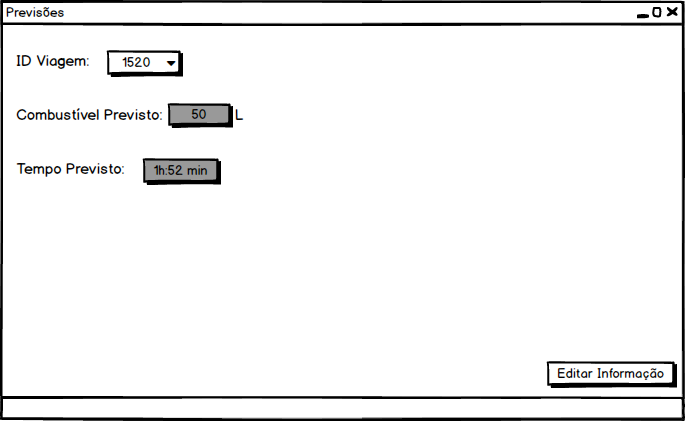 Previsões
ID Viagem: 1520
Combustível Previsto: 50 L
Tempo Previsto: 1h:52 min
Editar Informação